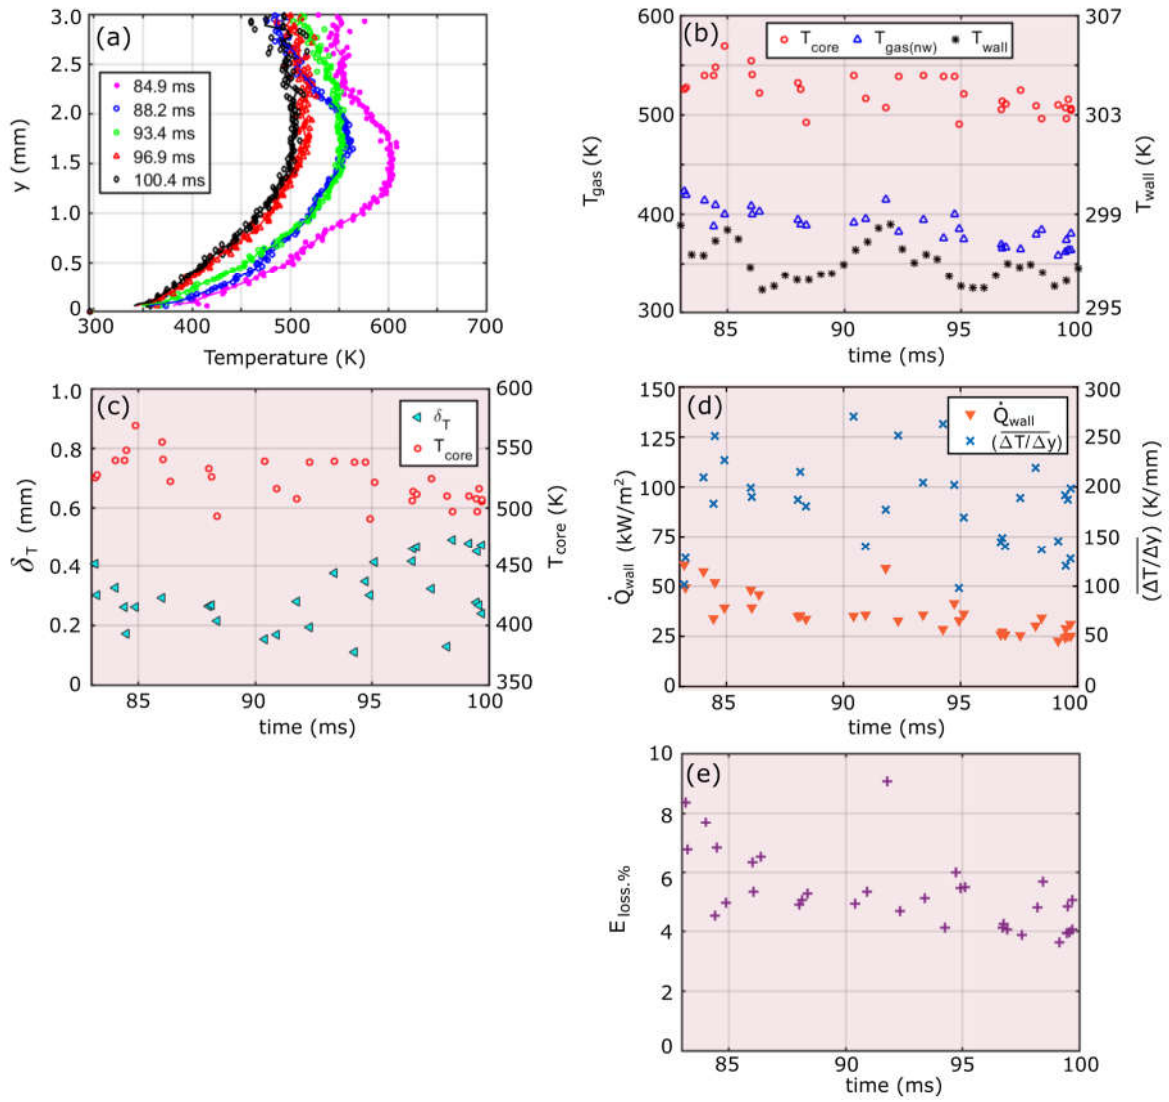 (a)
3.0
2.5
2.0
1.5
1.0
0.5
0
y (mm)
84.9 ms
88.2 ms
93.4 ms
96.9 ms
100.4 ms
300 400 500 600 700
Temperature (K)
(b)
600
500
400
300
T_gas (K)
T_core T_gas(nw) T_wall
307
303
299
295
T_wall (K)
85 90 95 100
time (ms)
(c)
1.0
0.8
0.6
0.4
0.2
0
δ_T (mm)
δ_T
T_core
600
550
500
450
400
350
T_core (K)
85 90 95 100
time (ms)
(d)
150
125
100
75
50
25
0
Q̇_wall (kW/m²)
Q̇_wall
(ΔT/Δy)
300
250
200
150
100
50
0
(ΔT/Δy) (K/mm)
85 90 95 100
time (ms)
(e)
10
8
6
4
2
0
E_loss.%
85 90 95 100
time (ms)